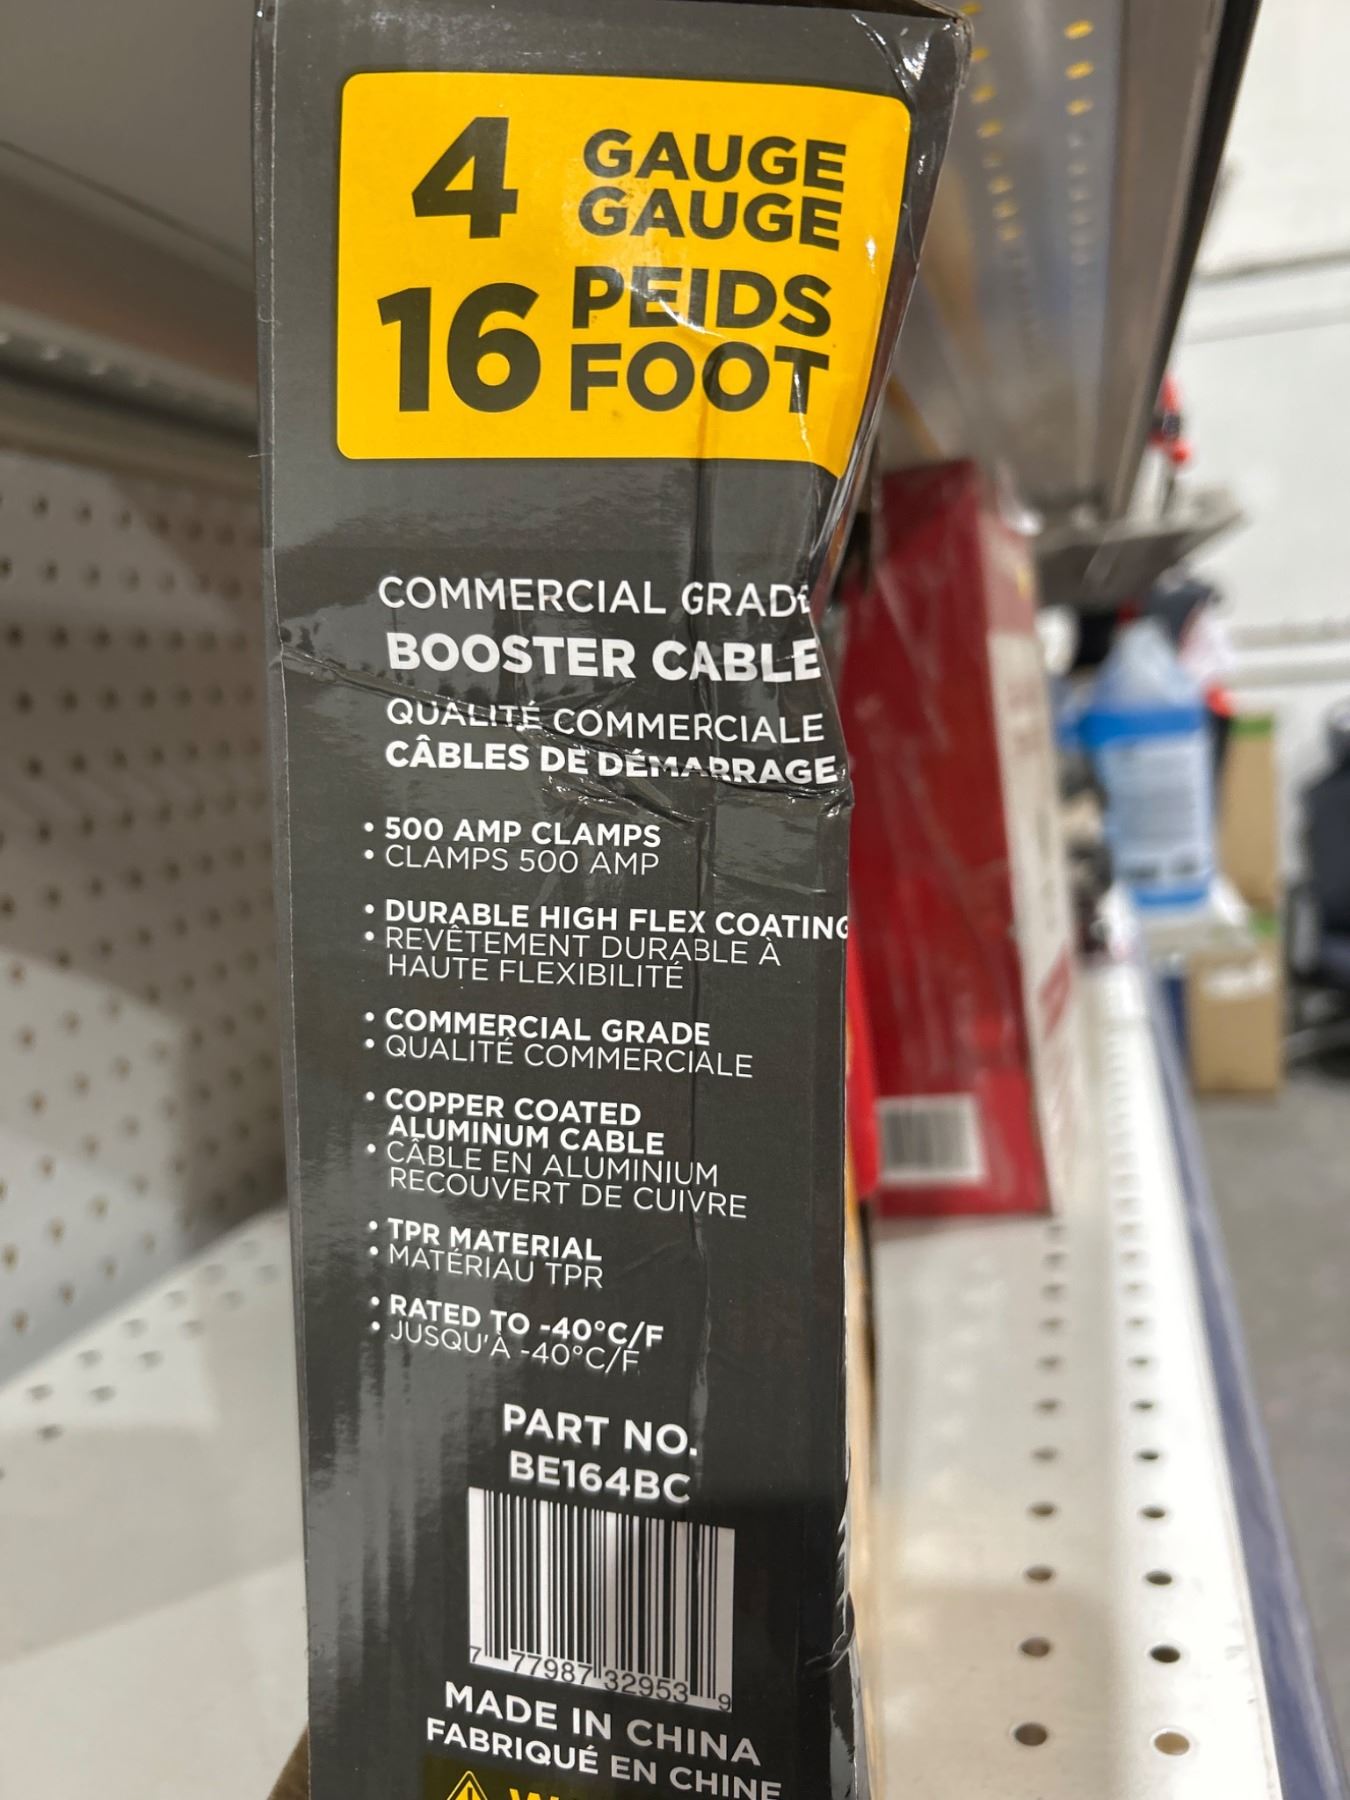 4 GAUGE
GAUGE
16 PEIDS
FOOT
COMMERCIAL GRADE
BOOSTER CABLE
QUALITÉ COMMERCIALE
CÂBLES DE DÉMARRAGE
• 500 AMP CLAMPS
• CLAMPS 500 AMP
• DURABLE HIGH FLEX COATING
• REVÊTEMENT DURABLE À
HAUTE FLEXIBILITÉ
• COMMERCIAL GRADE
• QUALITÉ COMMERCIALE
• COPPER COATED
ALUMINUM CABLE
• CÂBLE EN ALUMINIUM
RECOUVERT DE CUIVRE
• TPR MATERIAL
• MATÉRIAU TPR
• RATED TO -40°C/F
• JUSQU'À -40°C/F
PART NO.
BE164BC
7 77987 32953 9
MADE IN CHINA
FABRIQUÉ EN CHINE